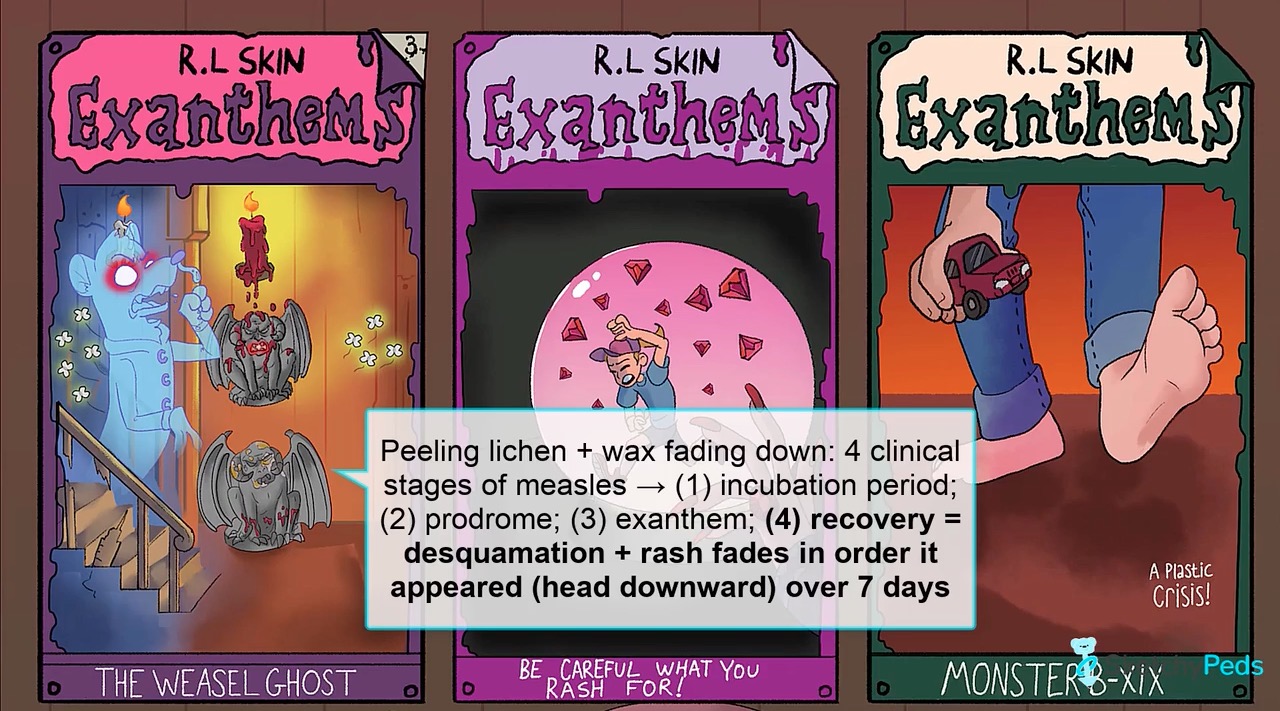 R.L SKIN
Exanthems
3
THE WEASEL GHOST
R.L SKIN
Exanthems
BE CAREFUL WHAT YOU
RASH FOR!
R.L SKIN
Exanthems
A PLASTIC
CRISIS!
MONSTER B-XIX
Peeling lichen + wax fading down: 4 clinical
stages of measles → (1) incubation period;
(2) prodrome; (3) exanthem; (4) recovery =
desquamation + rash fades in order it
appeared (head downward) over 7 days
Peds